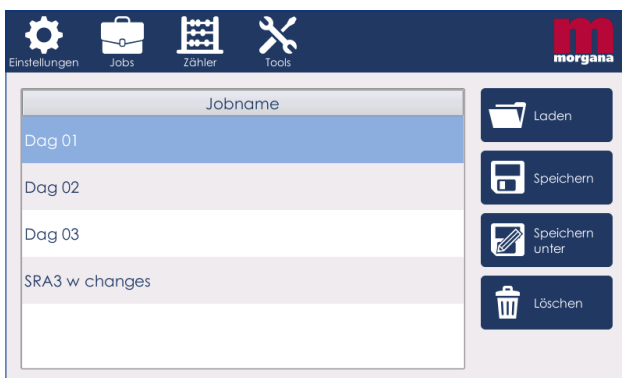 Einstellungen
Jobs
Zähler
Tools
morgana
Jobname
Dag 01
Dag 02
Dag 03
SRA3 w changes
Laden
Speichern
Speichern
unter
Löschen